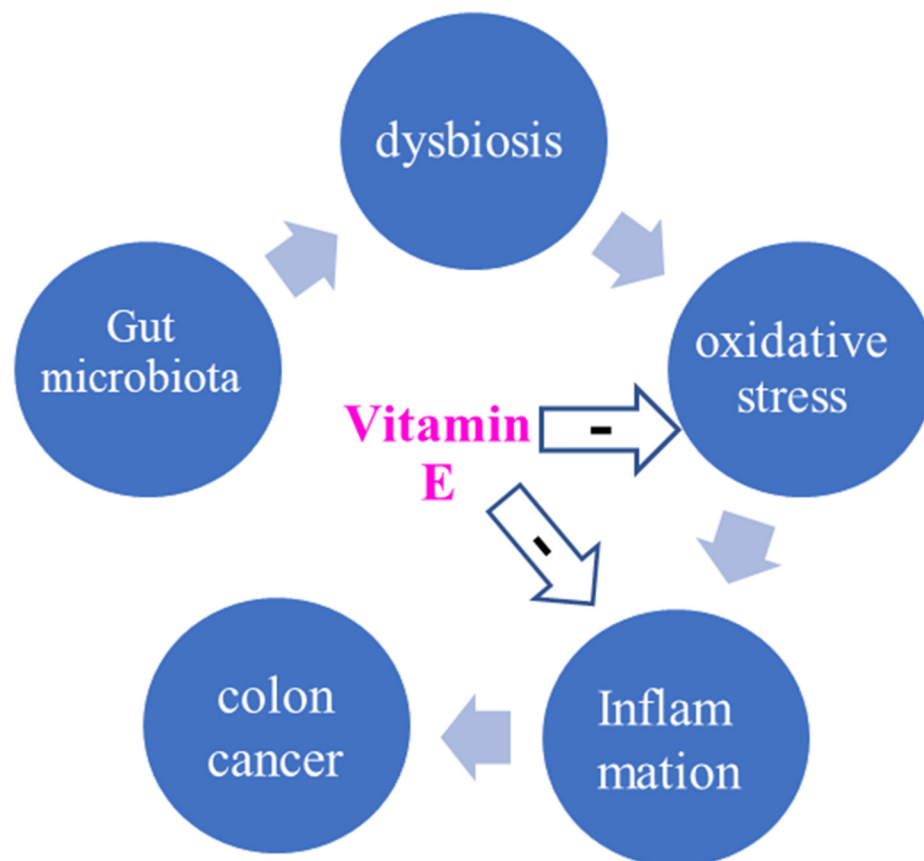 dysbiosis
Gut
microbiota
oxidative
stress
Vitamin
E
-
-
Inflam
mation
colon
cancer